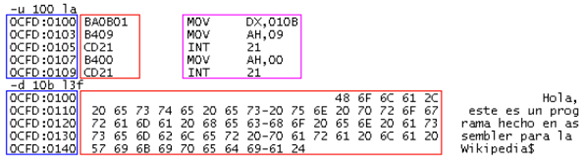 -u 100 la
0CFD:0100 BA0B01 MOV DX,010B
0CFD:0103 B409 MOV AH,09
0CFD:0105 CD21 INT 21
0CFD:0107 B400 MOV AH,00
0CFD:0109 CD21 INT 21
-d 10b l3f
0CFD:0100 48 6F 6C 61 2C Hola,
0CFD:0110 20 65 73 74 65 20 65 73-20 75 6E 20 70 72 6F 67 este es un prog
0CFD:0120 72 61 6D 61 20 68 65 63-68 6F 20 65 6E 20 61 73 rama hecho en as
0CFD:0130 73 65 6D 62 6C 65 72 20-70 61 72 61 20 6C 61 20 sembler para la
0CFD:0140 57 69 6B 69 70 65 64 69-61 24 Wikipedia$